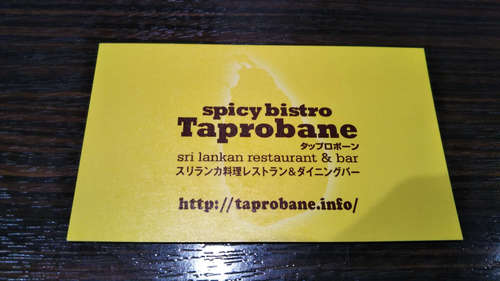 spicy bistro
Taprobane
タップロボーン
sri lankan restaurant & bar
スリランカ料理レストラン&ダイニングバー
http://taprobane.info/